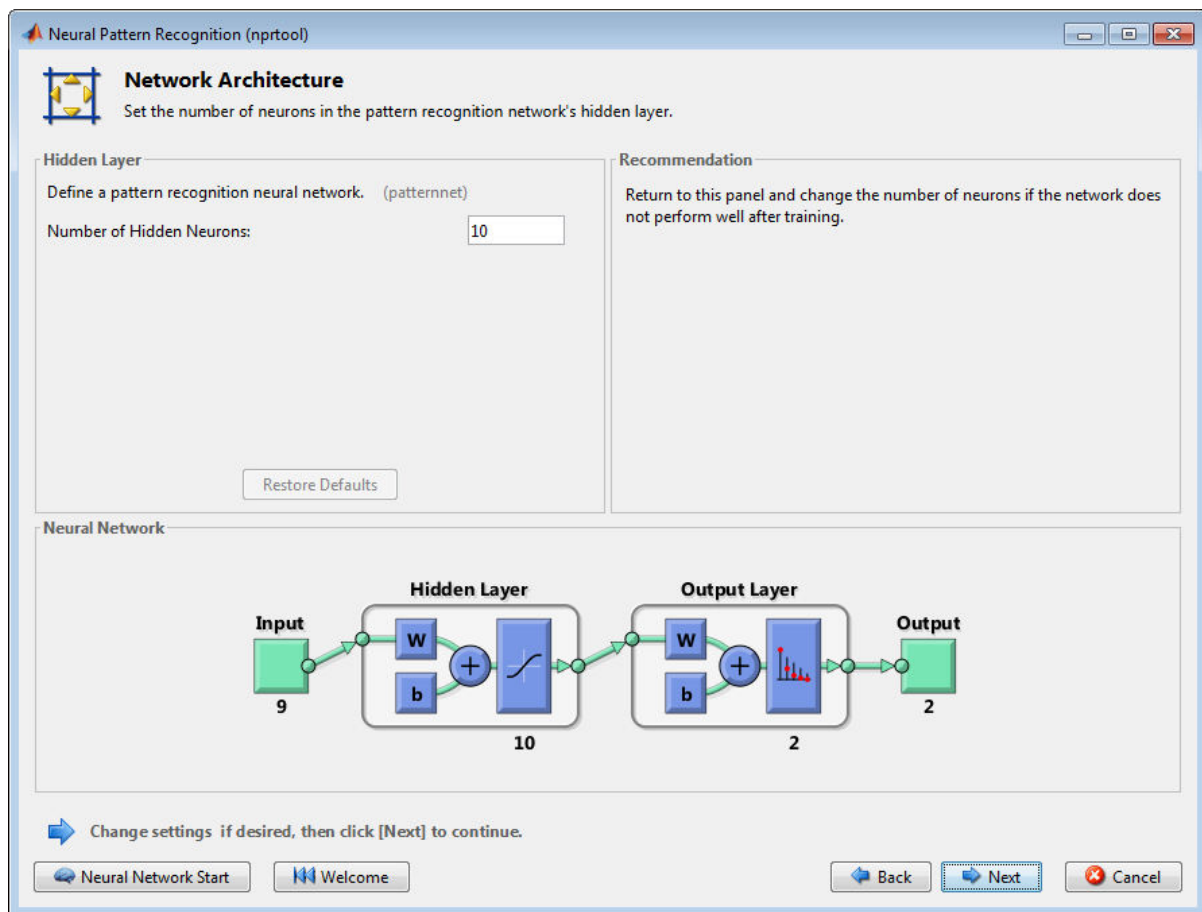 Neural Pattern Recognition (nprtool)
Network Architecture
Set the number of neurons in the pattern recognition network's hidden layer.
Hidden Layer
Define a pattern recognition neural network. (patternnet)
Number of Hidden Neurons: 10
Restore Defaults
Recommendation
Return to this panel and change the number of neurons if the network does
not perform well after training.
Neural Network
Hidden Layer
Output Layer
Input
Output
W
b
+
W
b
+
9
10
2
2
Change settings if desired, then click [Next] to continue.
Neural Network Start
Welcome
Back
Next
Cancel